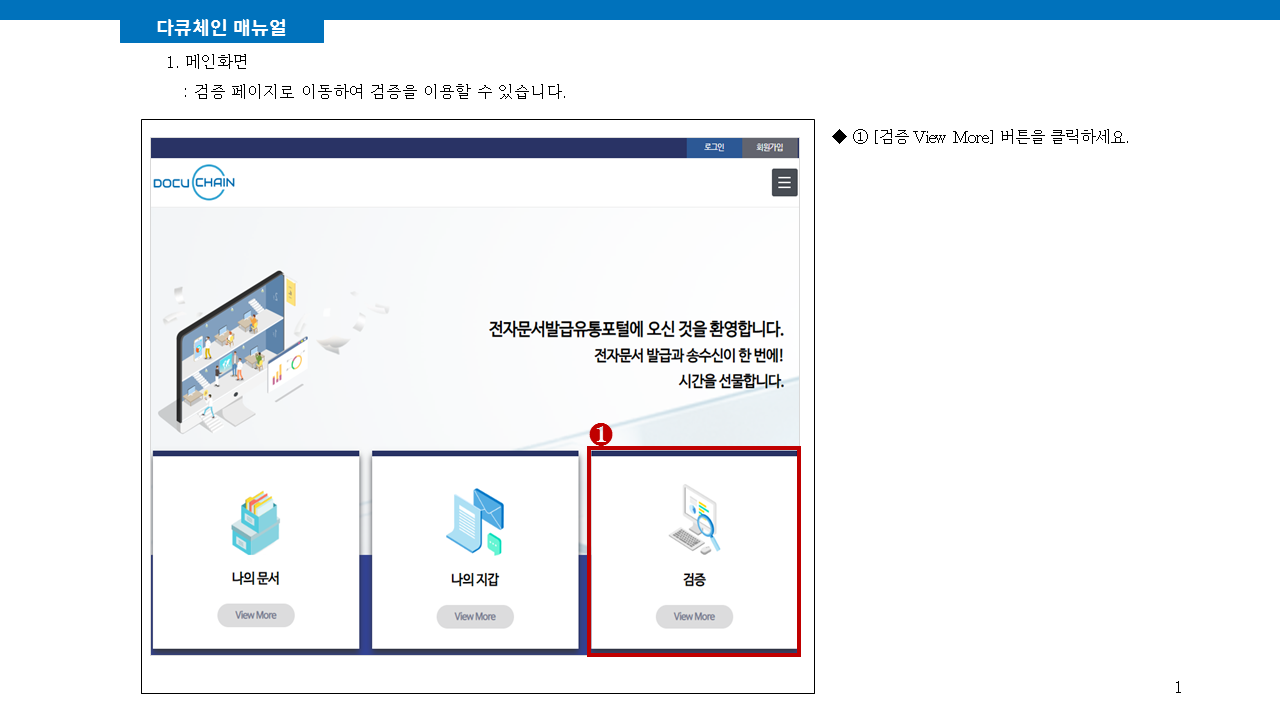 다큐체인 매뉴얼
1. 메인화면
: 검증 페이지로 이동하여 검증을 이용할 수 있습니다.
◆ ① [검증 View More] 버튼을 클릭하세요.
로그인 회원가입
DOCU CHAIN
전자문서발급유통포털에 오신 것을 환영합니다.
전자문서 발급과 송수신이 한 번에!
시간을 선물합니다.
1
나의 문서 나의 지갑 검증
View More View More View More
1